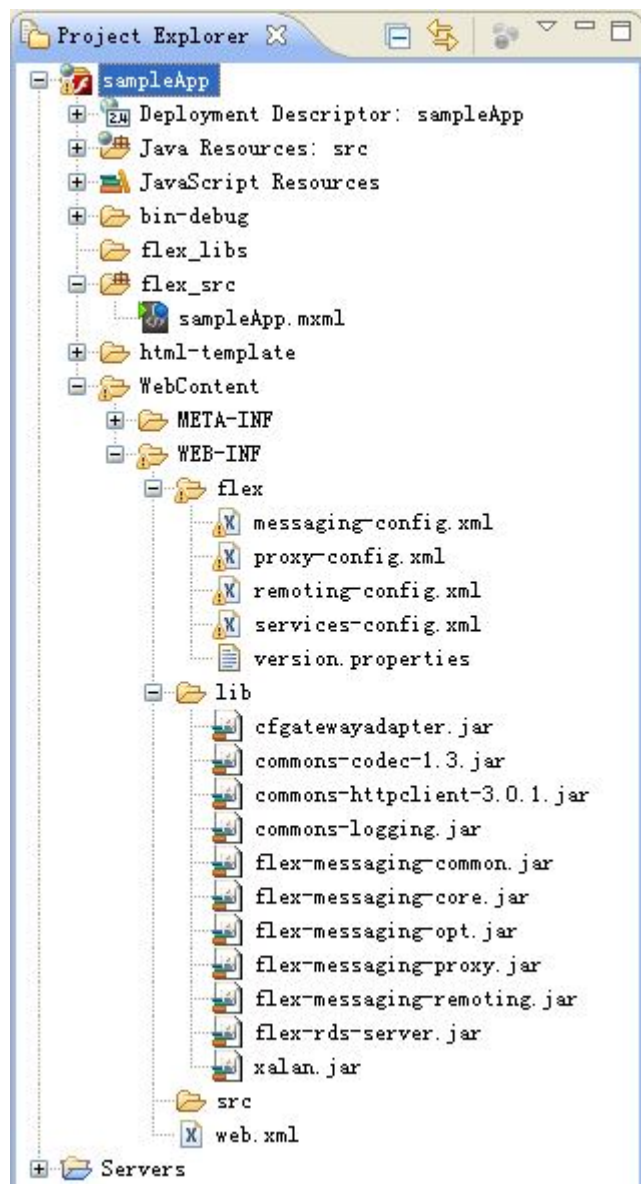 Project Explorer
sampleApp
2.4 Deployment Descriptor: sampleApp
Java Resources: src
JavaScript Resources
bin-debug
flex_libs
flex_src
sampleApp.mxml
html-template
WebContent
META-INF
WEB-INF
flex
messaging-config.xml
proxy-config.xml
remoting-config.xml
services-config.xml
version.properties
lib
cfgatewayadapter.jar
commons-codec-1.3.jar
commons-httpclient-3.0.1.jar
commons-logging.jar
flex-messaging-common.jar
flex-messaging-core.jar
flex-messaging-opt.jar
flex-messaging-proxy.jar
flex-messaging-remoting.jar
flex-rds-server.jar
xalan.jar
src
web.xml
Servers